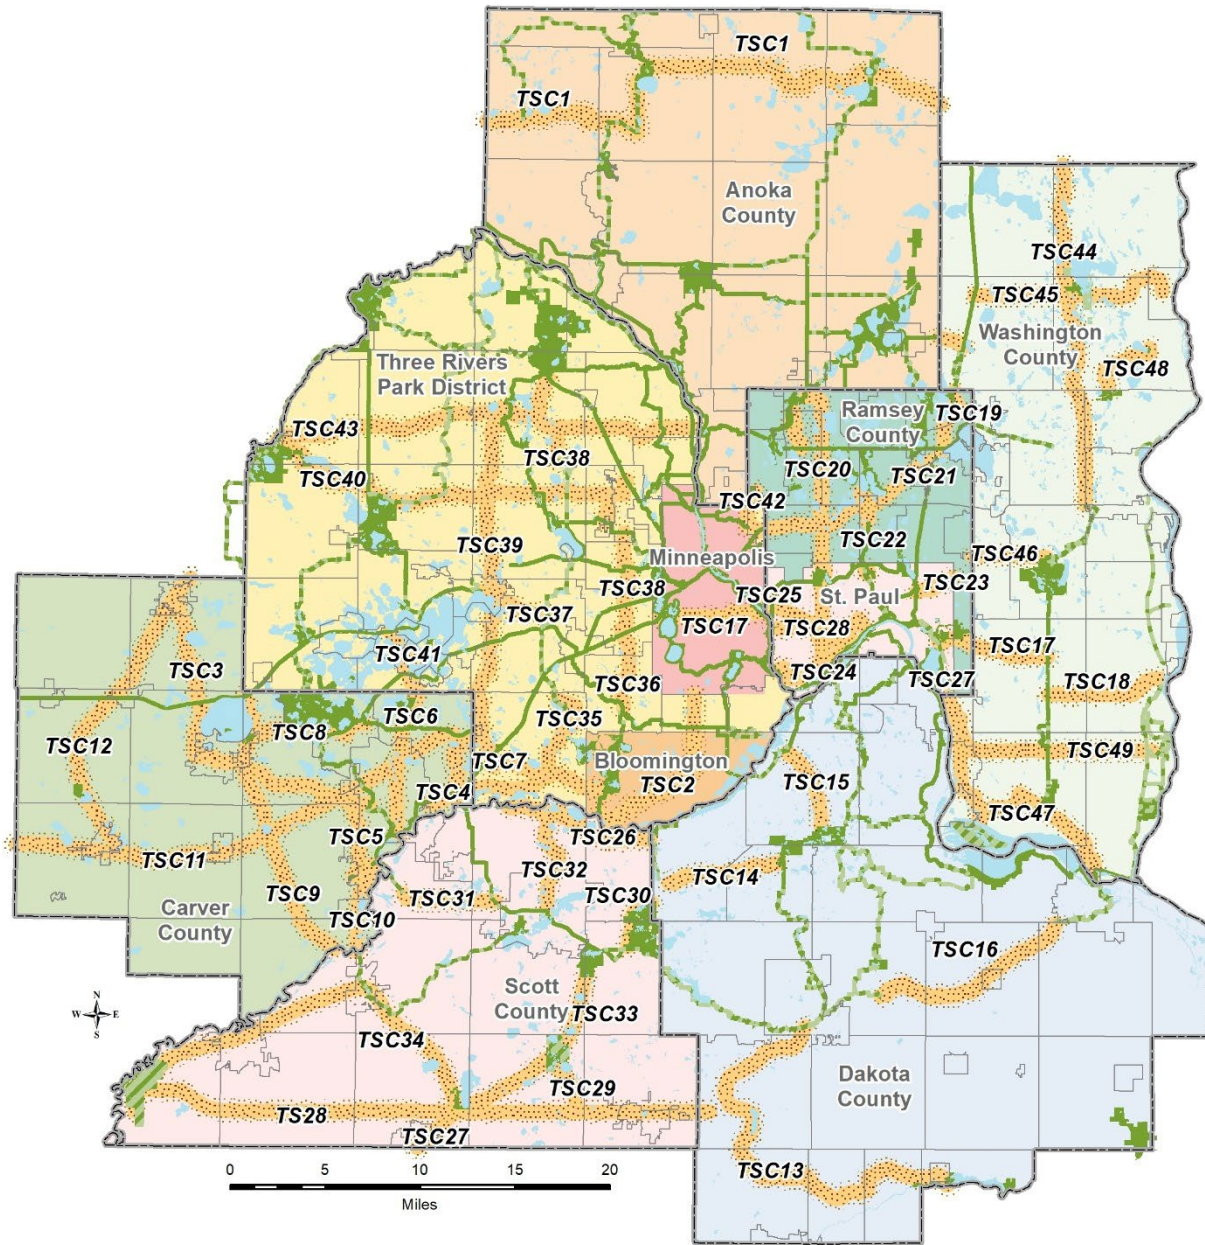 TSC1
TSC1
Anoka
County
TSC44
TSC45
Washington
County
TSC48
Three Rivers
Park District
Ramsey
County
TSC19
TSC43
TSC38
TSC20
TSC21
TSC40
TSC42
TSC39
TSC22
TSC46
Minneapolis
TSC38
TSC25
St. Paul
TSC23
TSC37
TSC17
TSC28
TSC41
TSC17
TSC3
TSC36
TSC24
TSC27
TSC18
TSC6
TSC35
TSC8
TSC12
TSC7
Bloomington
TSC2
TSC15
TSC49
TSC4
TSC5
TSC26
TSC47
TSC11
TSC32
TSC14
TSC9
TSC31
TSC30
Carver
County
TSC10
TSC16
Scott
County
TSC33
N
W E
S
TSC34
Dakota
County
TSC29
TS28
TSC27
TSC13
0 5 10 15 20
Miles